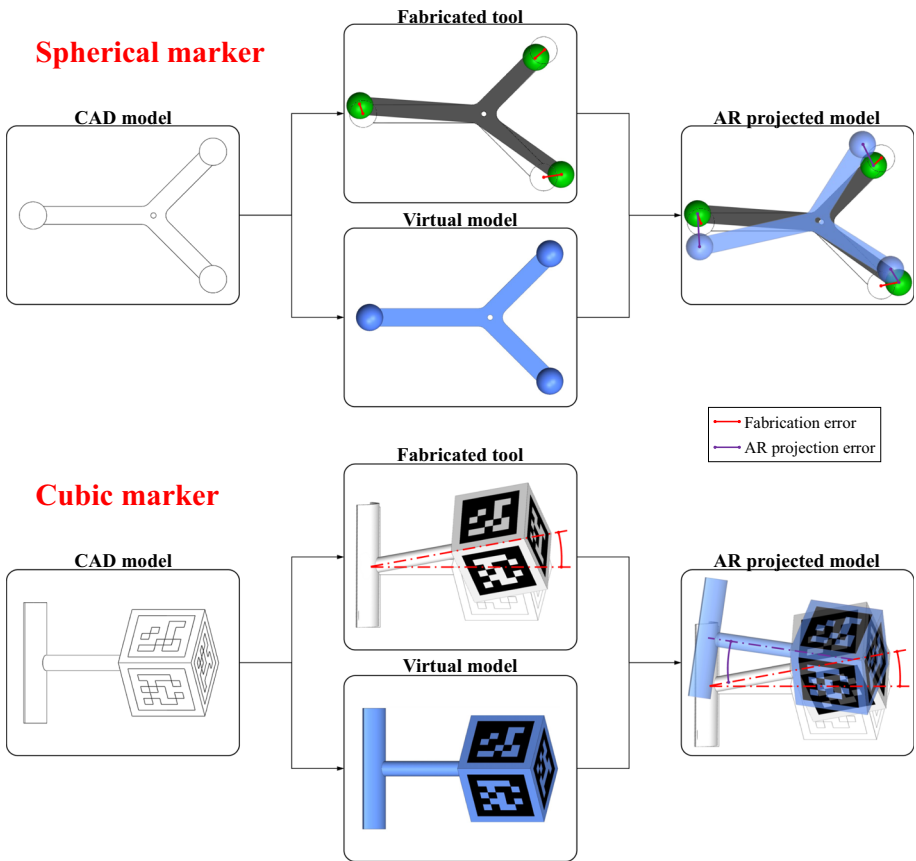 Fabricated tool
Spherical marker
CAD model
AR projected model
Virtual model
Fabrication error
AR projection error
Fabricated tool
Cubic marker
CAD model
AR projected model
Virtual model